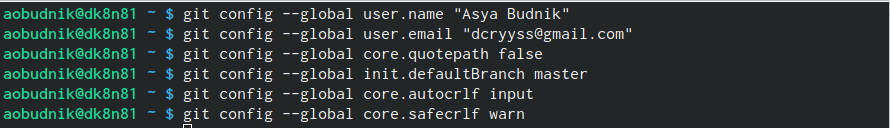 aobudnik@dk8n81 ~ $ git config --global user.name "Asya Budnik"
aobudnik@dk8n81 ~ $ git config --global user.email "dcryyss@gmail.com"
aobudnik@dk8n81 ~ $ git config --global core.quotepath false
aobudnik@dk8n81 ~ $ git config --global init.defaultBranch master
aobudnik@dk8n81 ~ $ git config --global core.autocrlf input
aobudnik@dk8n81 ~ $ git config --global core.safecrlf warn